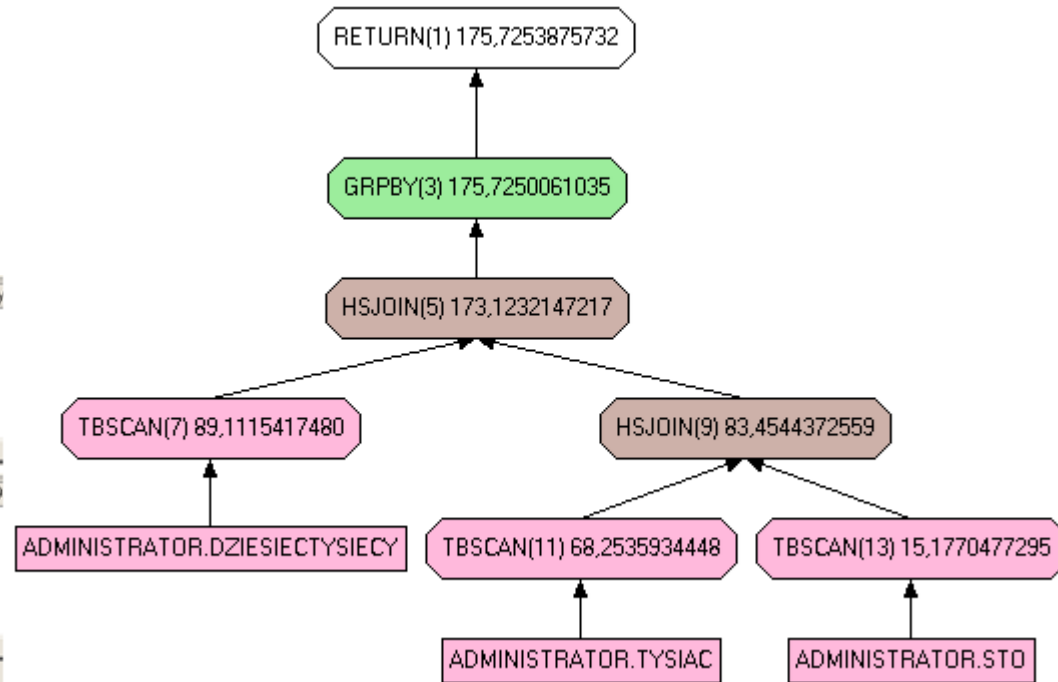 RETURN(1) 175,7253875732
GRPBY(3) 175,7250061035
HSJOIN(5) 173,1232147217
TBSCAN(7) 89,1115417480
HSJOIN(9) 83,4544372559
ADMINISTRATOR.DZIESIECTYSIECY
TBSCAN(11) 68,2535934448
TBSCAN(13) 15,1770477295
ADMINISTRATOR.TYSIAC
ADMINISTRATOR.STO